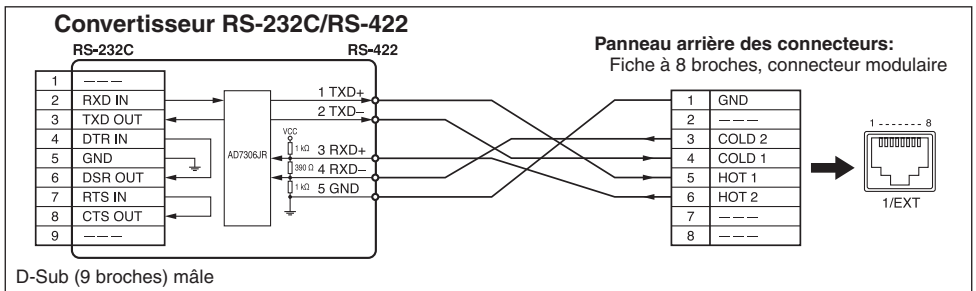 Convertisseur RS-232C/RS-422
RS-232C
RS-422
Panneau arrière des connecteurs:
Fiche à 8 broches, connecteur modulaire
1 – – –
2 RXD IN
3 TXD OUT
4 DTR IN
5 GND
6 DSR OUT
7 RTS IN
8 CTS OUT
9 – – –
AD7306JR
VCC
1 kΩ
390 Ω
1 kΩ
1 TXD+
2 TXD–
3 RXD+
4 RXD–
5 GND
1 GND
2 – – –
3 COLD 2
4 COLD 1
5 HOT 1
6 HOT 2
7 – – –
8 – – –
1 - - - - - - - 8
1/EXT
D-Sub (9 broches) mâle